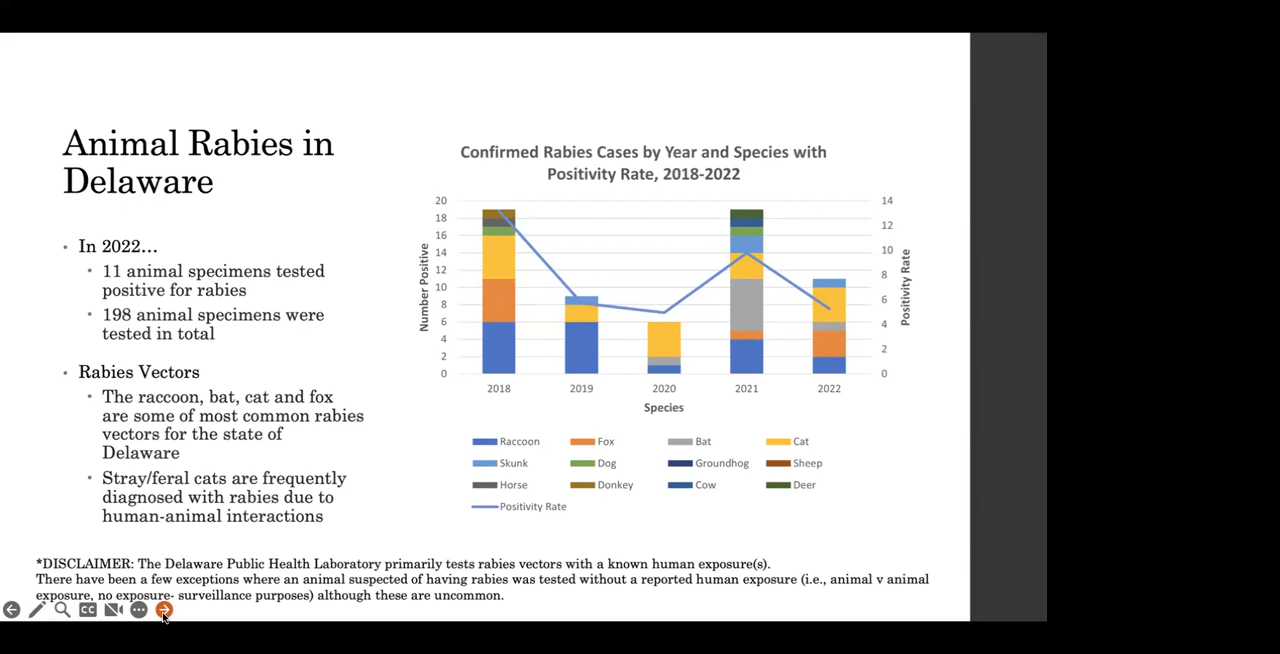 Animal Rabies in
Delaware
• In 2022…
• 11 animal specimens tested
positive for rabies
• 198 animal specimens were
tested in total
• Rabies Vectors
• The raccoon, bat, cat and fox
are some of most common rabies
vectors for the state of
Delaware
• Stray/feral cats are frequently
diagnosed with rabies due to
human-animal interactions
Confirmed Rabies Cases by Year and Species with
Positivity Rate, 2018-2022
Number Positive
20
18
16
14
12
10
8
6
4
2
0
14
12
10
8
6
4
2
0
Positivity Rate
2018 2019 2020 2021 2022
Species
Raccoon Fox Bat Cat
Skunk Dog Groundhog Sheep
Horse Donkey Cow Deer
Positivity Rate
*DISCLAIMER: The Delaware Public Health Laboratory primarily tests rabies vectors with a known human exposure(s).
There have been a few exceptions where an animal suspected of having rabies was tested without a reported human exposure (i.e., animal v animal
exposure, no exposure- surveillance purposes) although these are uncommon.
CC